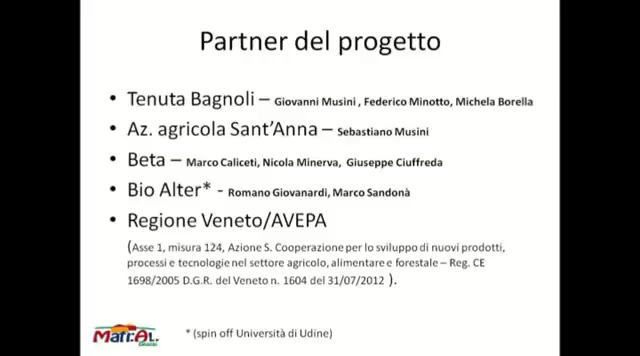 Partner del progetto
• Tenuta Bagnoli – Giovanni Musini , Federico Minotto, Michela Borella
• Az. agricola Sant’Anna – Sebastiano Musini
• Beta – Marco Caliceti, Nicola Minerva, Giuseppe Ciuffreda
• Bio Alter* - Romano Giovanardi, Marco Sandonà
• Regione Veneto/AVEPA
(Asse 1, misura 124, Azione S. Cooperazione per lo sviluppo di nuovi prodotti,
processi e tecnologie nel settore agricolo, alimentare e forestale – Reg. CE
1698/2005 D.G.R. del Veneto n. 1604 del 31/07/2012 ).
* (spin off Università di Udine)